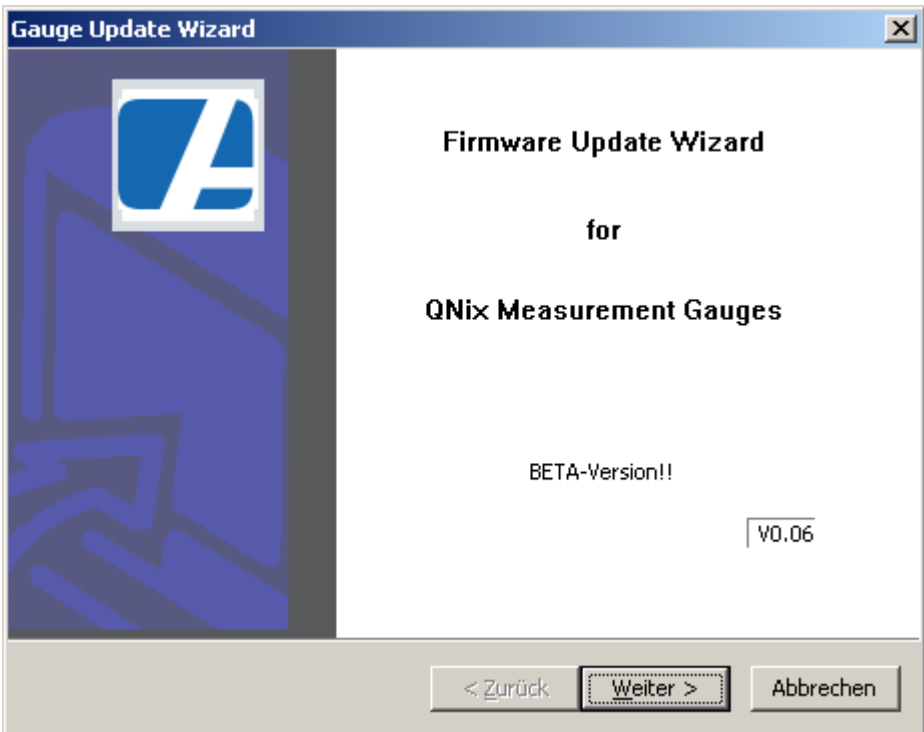 Gauge Update Wizard
Firmware Update Wizard
for
QNix Measurement Gauges
BETA-Version!!
V0.06
< Zurück
Weiter >
Abbrechen